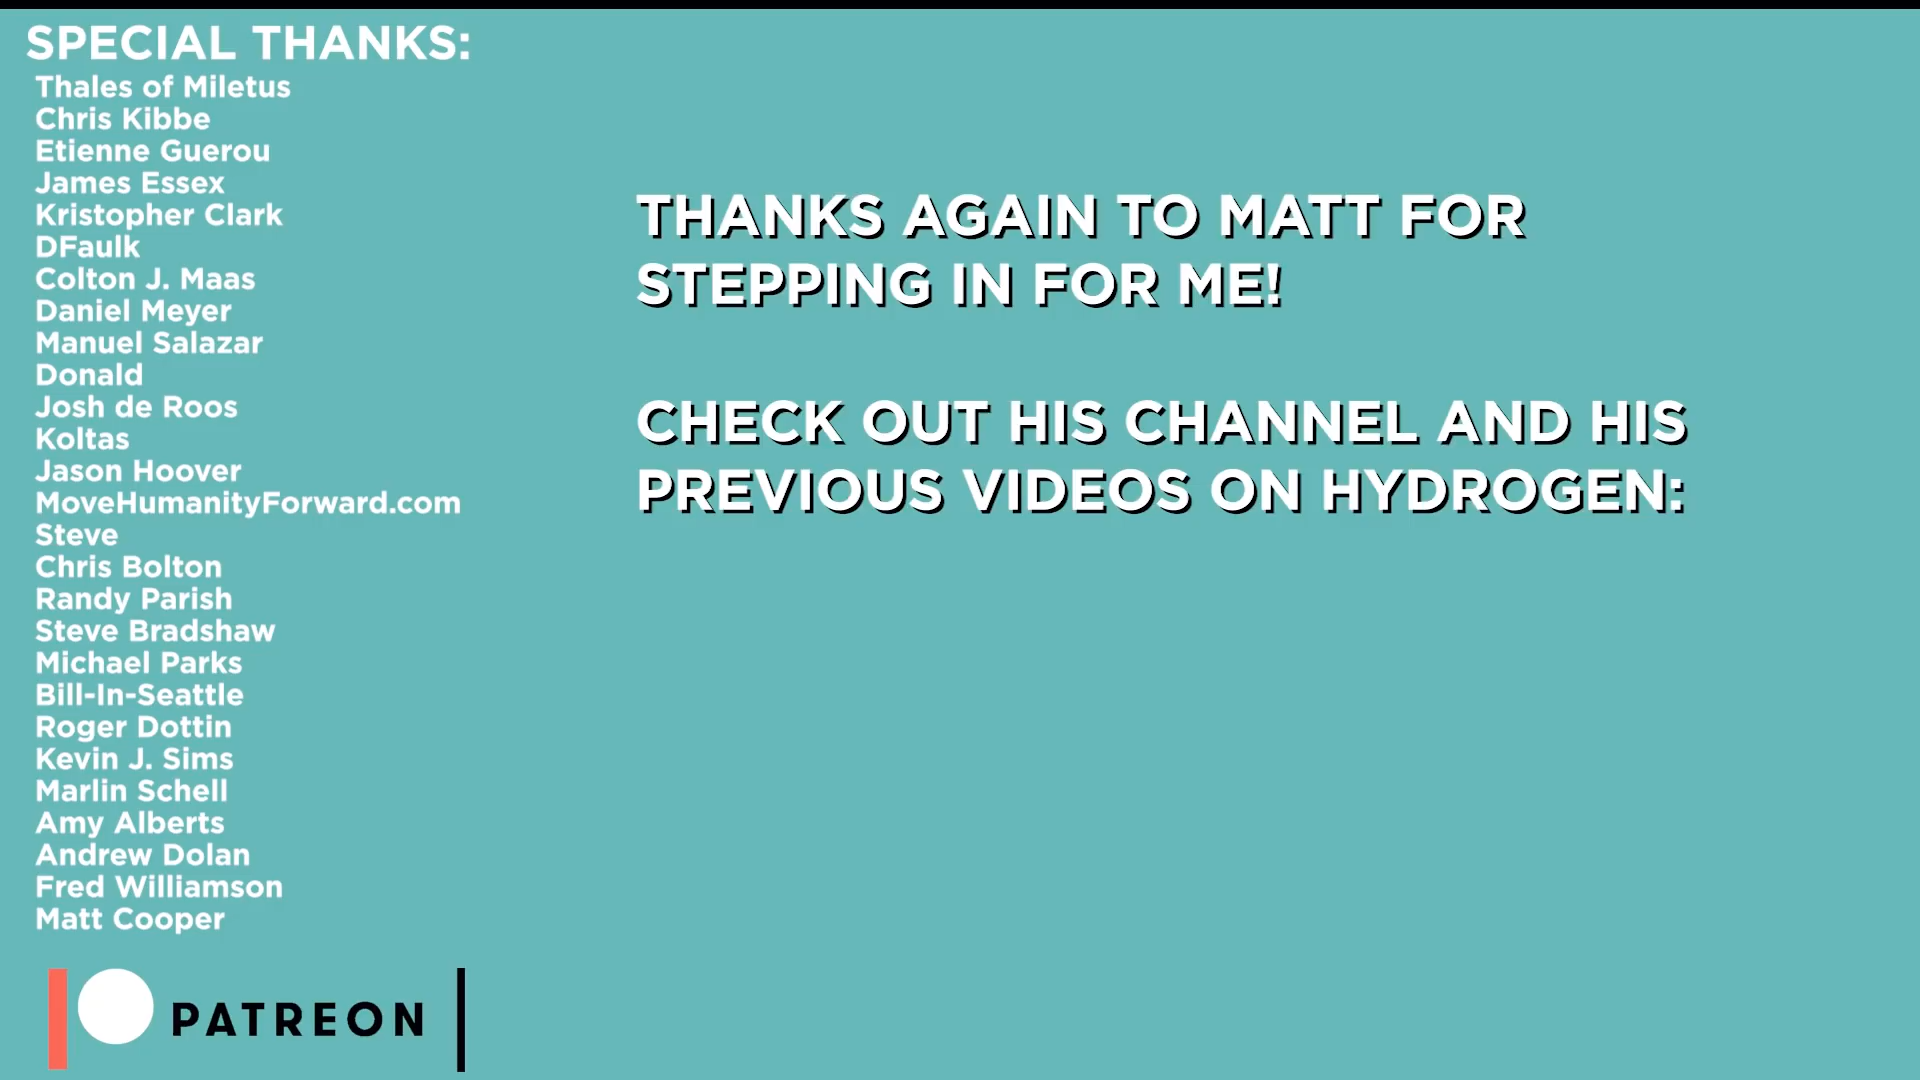 SPECIAL THANKS:
Thales of Miletus
Chris Kibbe
Etienne Guerou
James Essex
Kristopher Clark
DFaulk
Colton J. Maas
Daniel Meyer
Manuel Salazar
Donald
Josh de Roos
Koltas
Jason Hoover
MoveHumanityForward.com
Steve
Chris Bolton
Randy Parish
Steve Bradshaw
Michael Parks
Bill-In-Seattle
Roger Dottin
Kevin J. Sims
Marlin Schell
Amy Alberts
Andrew Dolan
Fred Williamson
Matt Cooper
PATREON
THANKS AGAIN TO MATT FOR
STEPPING IN FOR ME!
CHECK OUT HIS CHANNEL AND HIS
PREVIOUS VIDEOS ON HYDROGEN: